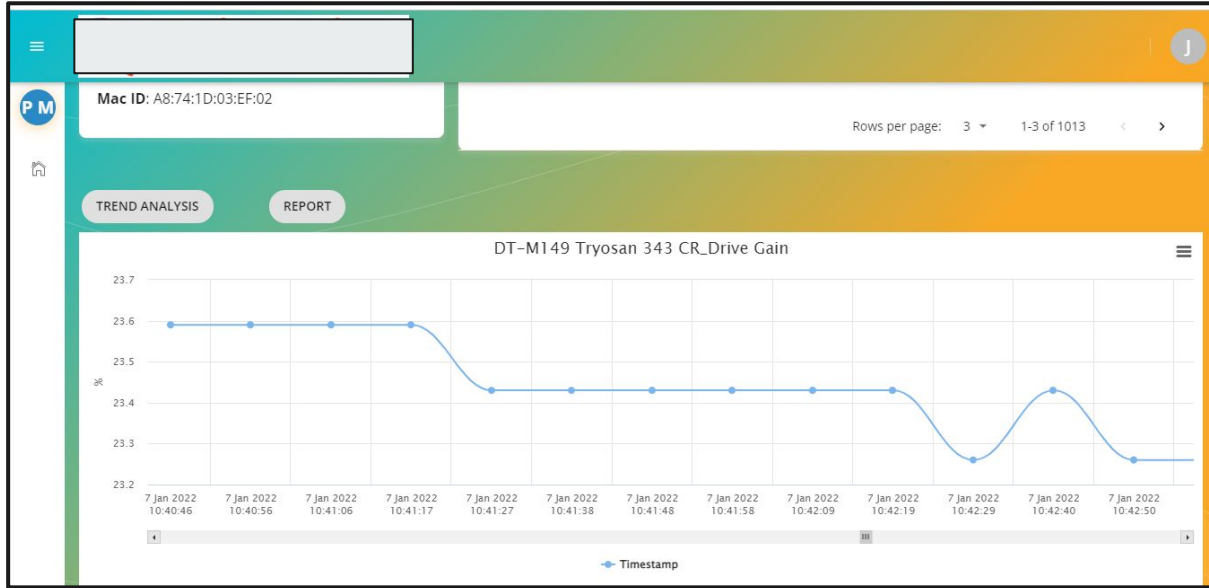 J
P M
Mac ID: A8:74:1D:03:EF:02
Rows per page: 3 1-3 of 1013
TREND ANALYSIS REPORT
DT-M149 Tryosan 343 CR_Drive Gain
23.7
23.6
23.5
%
23.4
23.3
23.2
7 Jan 2022 7 Jan 2022 7 Jan 2022 7 Jan 2022 7 Jan 2022 7 Jan 2022 7 Jan 2022 7 Jan 2022 7 Jan 2022 7 Jan 2022 7 Jan 2022 7 Jan 2022 7 Jan 2022
10:40:46 10:40:56 10:41:06 10:41:17 10:41:27 10:41:38 10:41:48 10:41:58 10:42:09 10:42:19 10:42:29 10:42:40 10:42:50
Timestamp